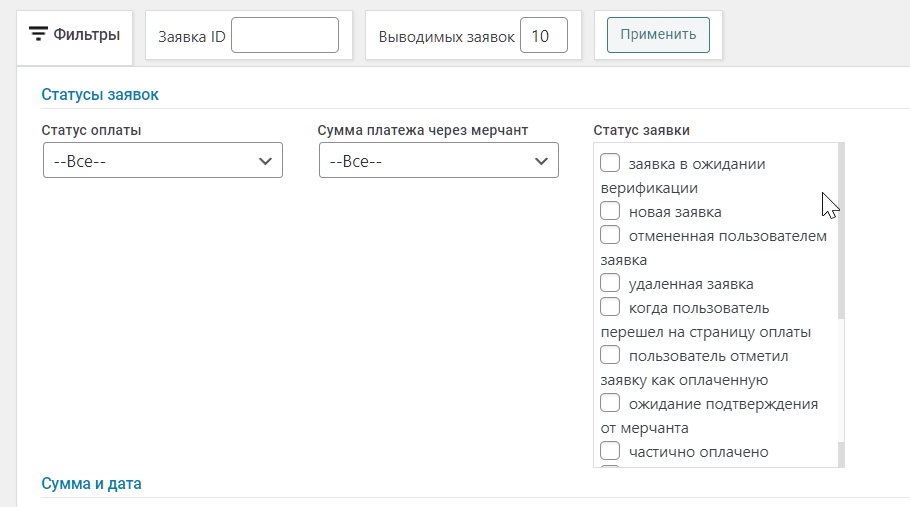 Фильтры
Заявка ID
Выводимых заявок 10
Применить
Статусы заявок
Статус оплаты
--Все--
Сумма платежа через мерчант
--Все--
Статус заявки
заявка в ожидании
верификации
новая заявка
отмененная пользователем
заявка
удаленная заявка
когда пользователь
перешел на страницу оплаты
пользователь отметил
заявку как оплаченную
ожидание подтверждения
от мерчанта
частично оплачено
Сумма и дата